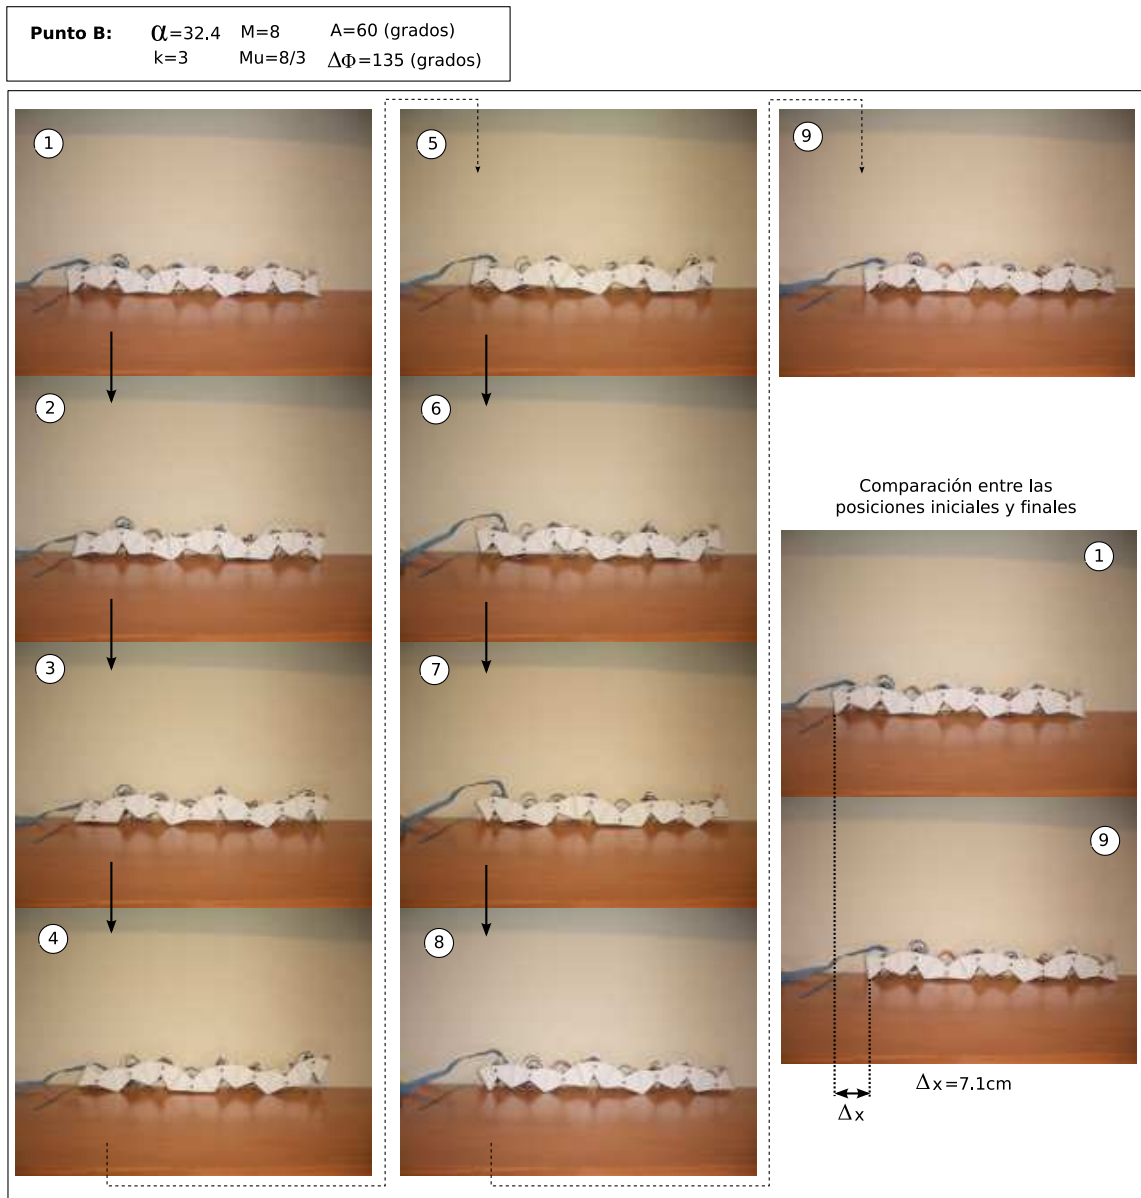 Punto B: α=32.4 M=8 A=60 (grados)
k=3 Mu=8/3 ΔΦ=135 (grados)
1
2
3
4
5
6
7
8
9
Comparación entre las
posiciones iniciales y finales
1
9
Δx=7.1cm
Δx